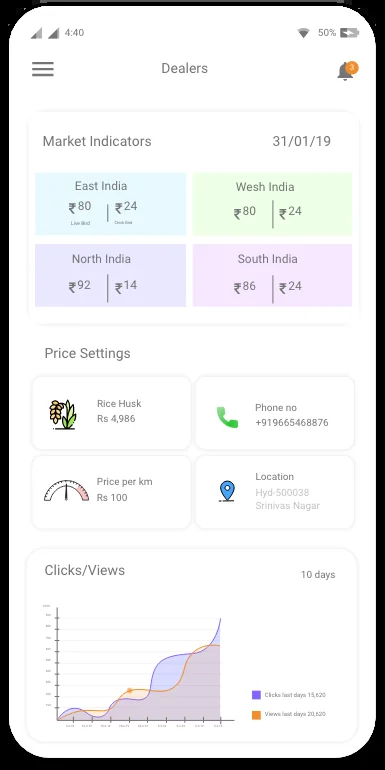 4:40
50%
Dealers
3
Market Indicators
31/01/19
East India
₹80
₹24
Live Bird
Wesh India
₹80
₹24
North India
₹92
₹14
South India
₹86
₹24
Price Settings
Rice Husk
Rs 4,986
Phone no
+919665468876
Price per km
Rs 100
Location
Hyd-500038
Srinivas Nagar
Clicks/Views
10 days
Clicks last days 15,620
Views last days 20,620